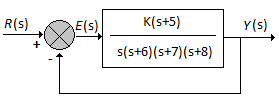 R(s) + - E(s) K(s+5) Y(s)
s(s+6)(s+7)(s+8)